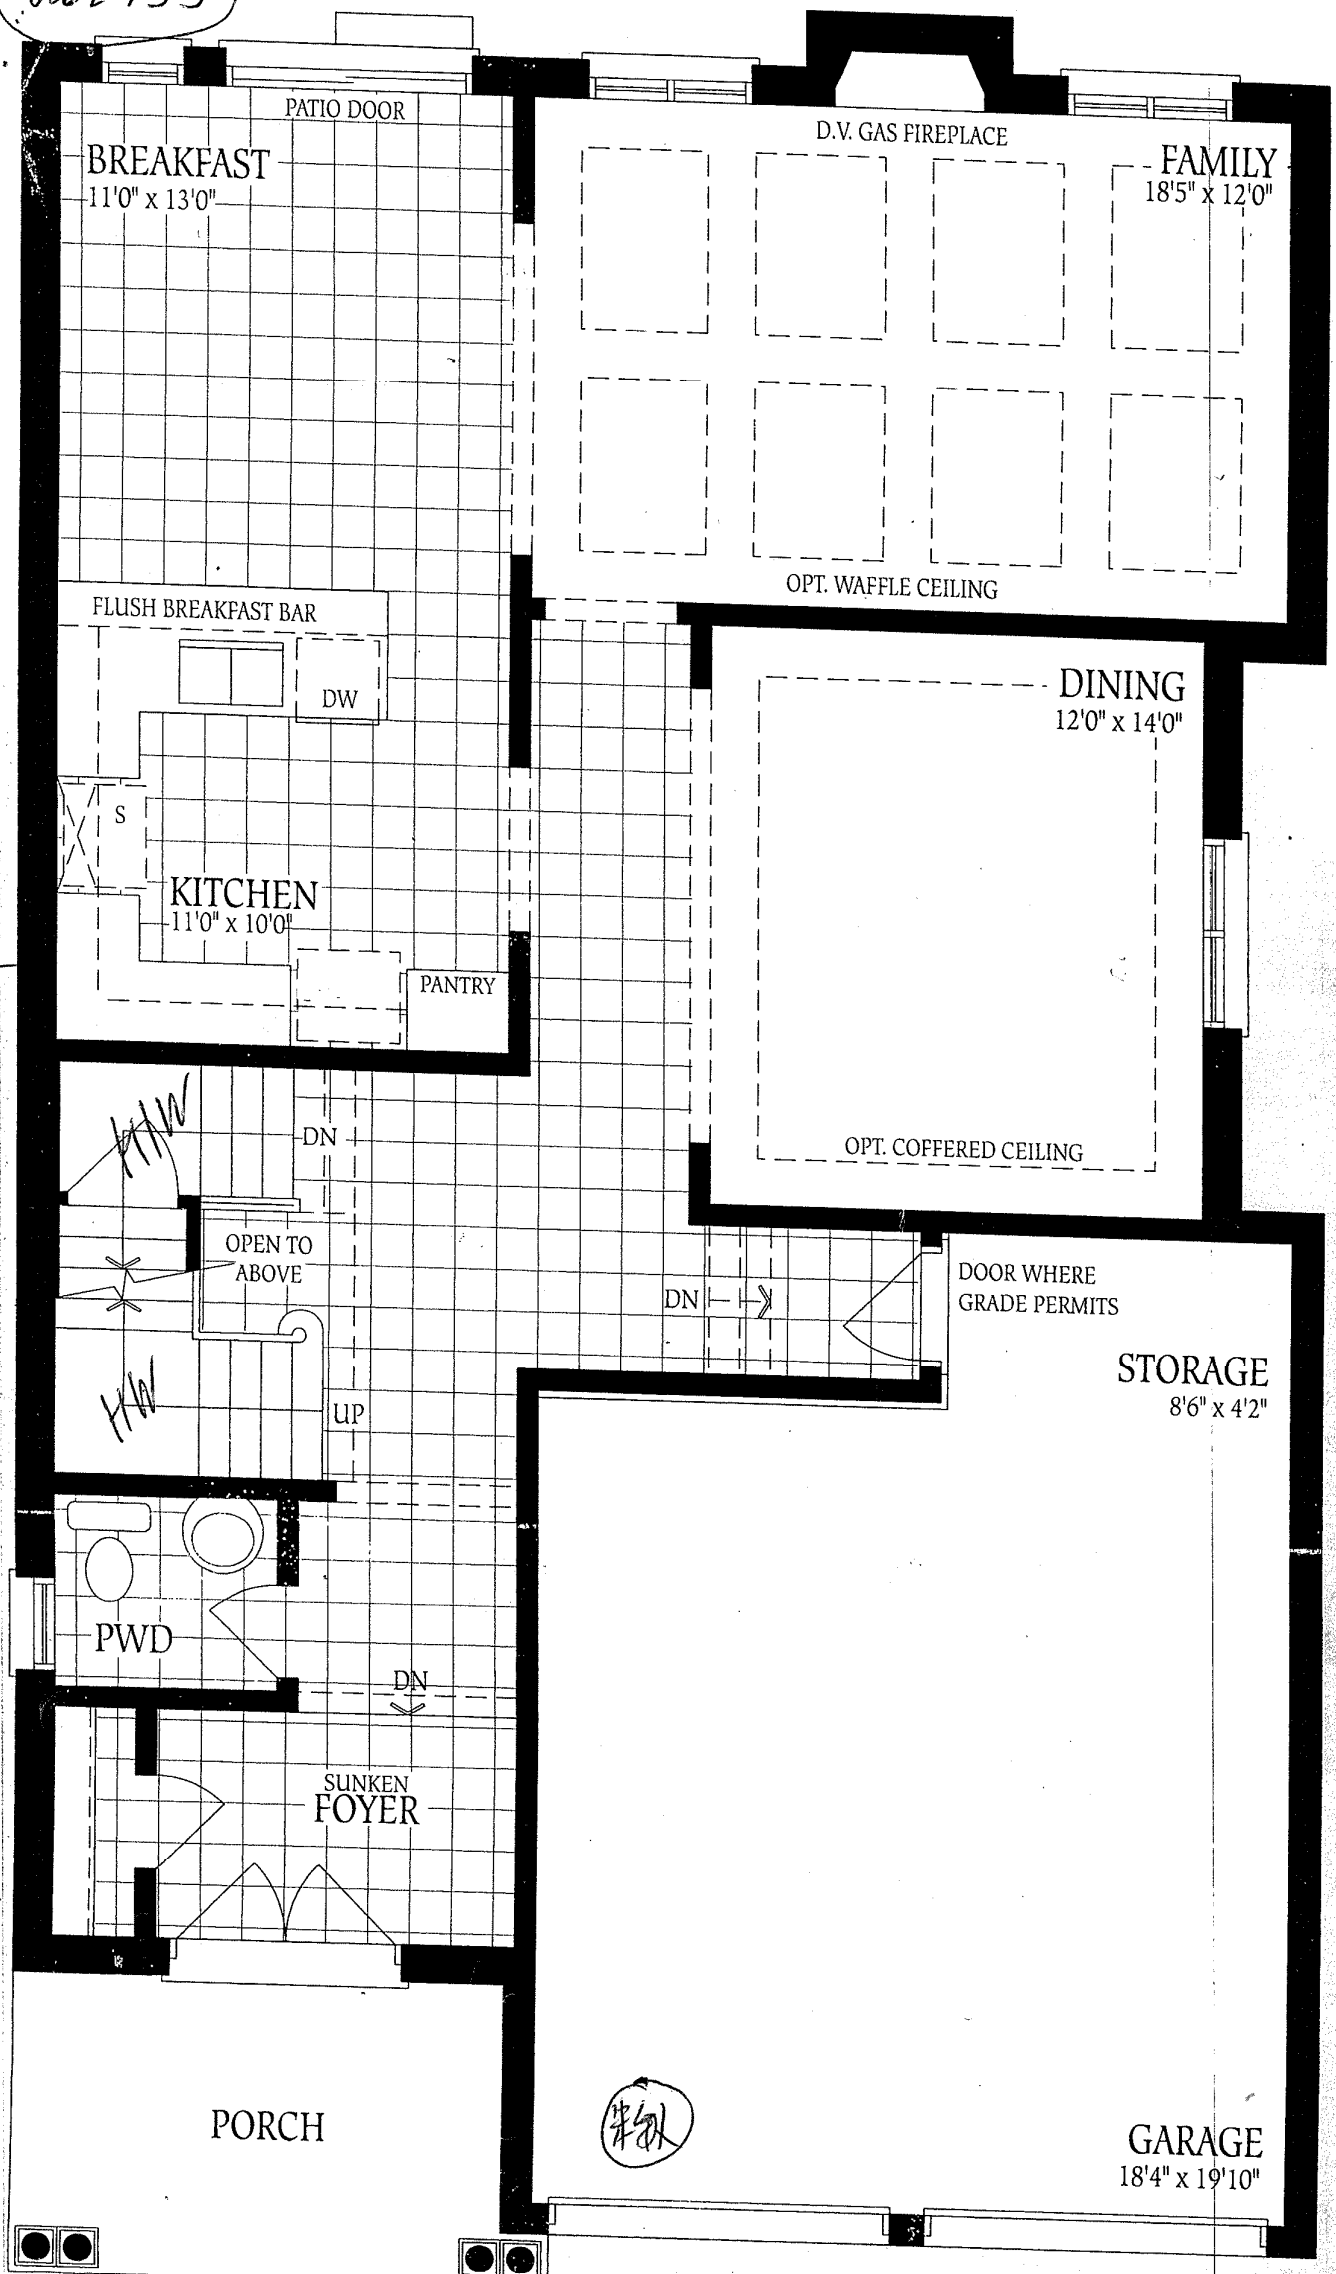 PATIO DOOR
BREAKFAST
11'0" x 13'0"
D.V. GAS FIREPLACE
FAMILY
18'5" x 12'0"
OPT. WAFFLE CEILING
FLUSH BREAKFAST BAR
DW
S
KITCHEN
11'0" x 10'0"
PANTRY
DINING
12'0" x 14'0"
OPT. COFFERED CEILING
HW
DN
OPEN TO
ABOVE
DN
DOOR WHERE
GRADE PERMITS
STORAGE
8'6" x 4'2"
HW
UP
PWD
DN
SUNKEN
FOYER
PORCH
GARAGE
18'4" x 19'10"